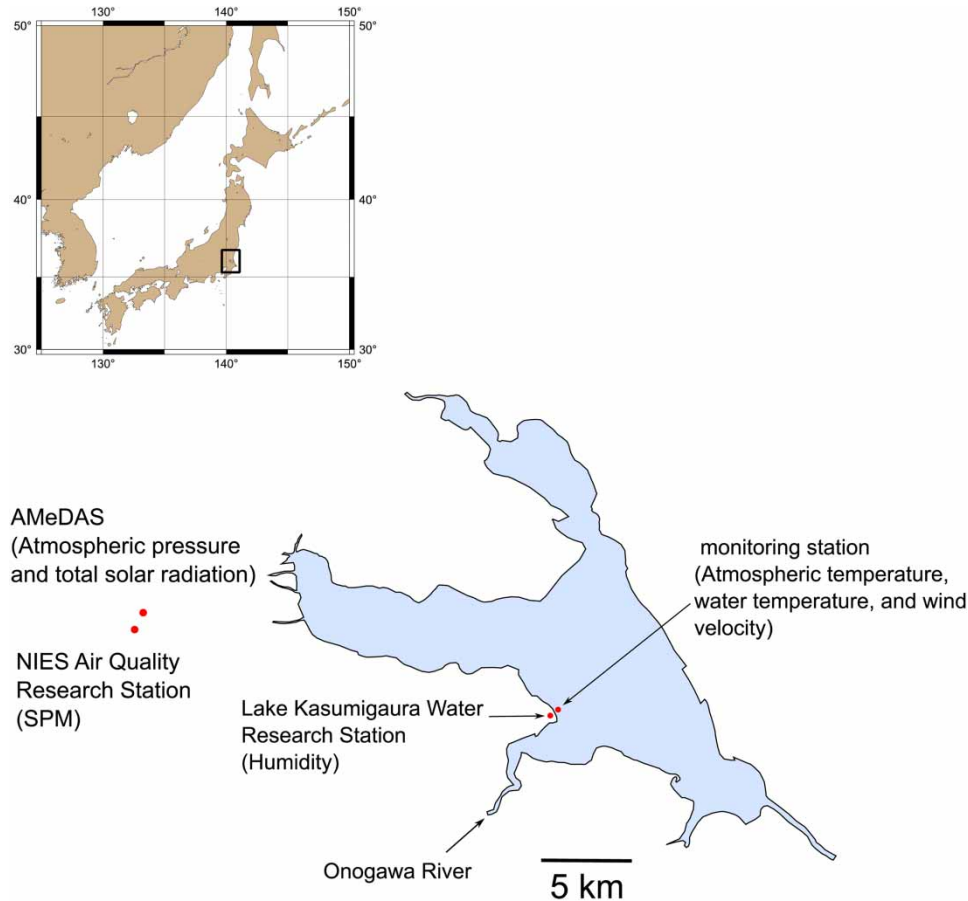 130°
140°
150°
50°
50°
40°
40°
30°
30°
130°
140°
150°
AMeDAS
(Atmospheric pressure
and total solar radiation)
NIES Air Quality
Research Station
(SPM)
monitoring station
(Atmospheric temperature,
water temperature, and wind
velocity)
Lake Kasumigaura Water
Research Station
(Humidity)
Onogawa River
5 km